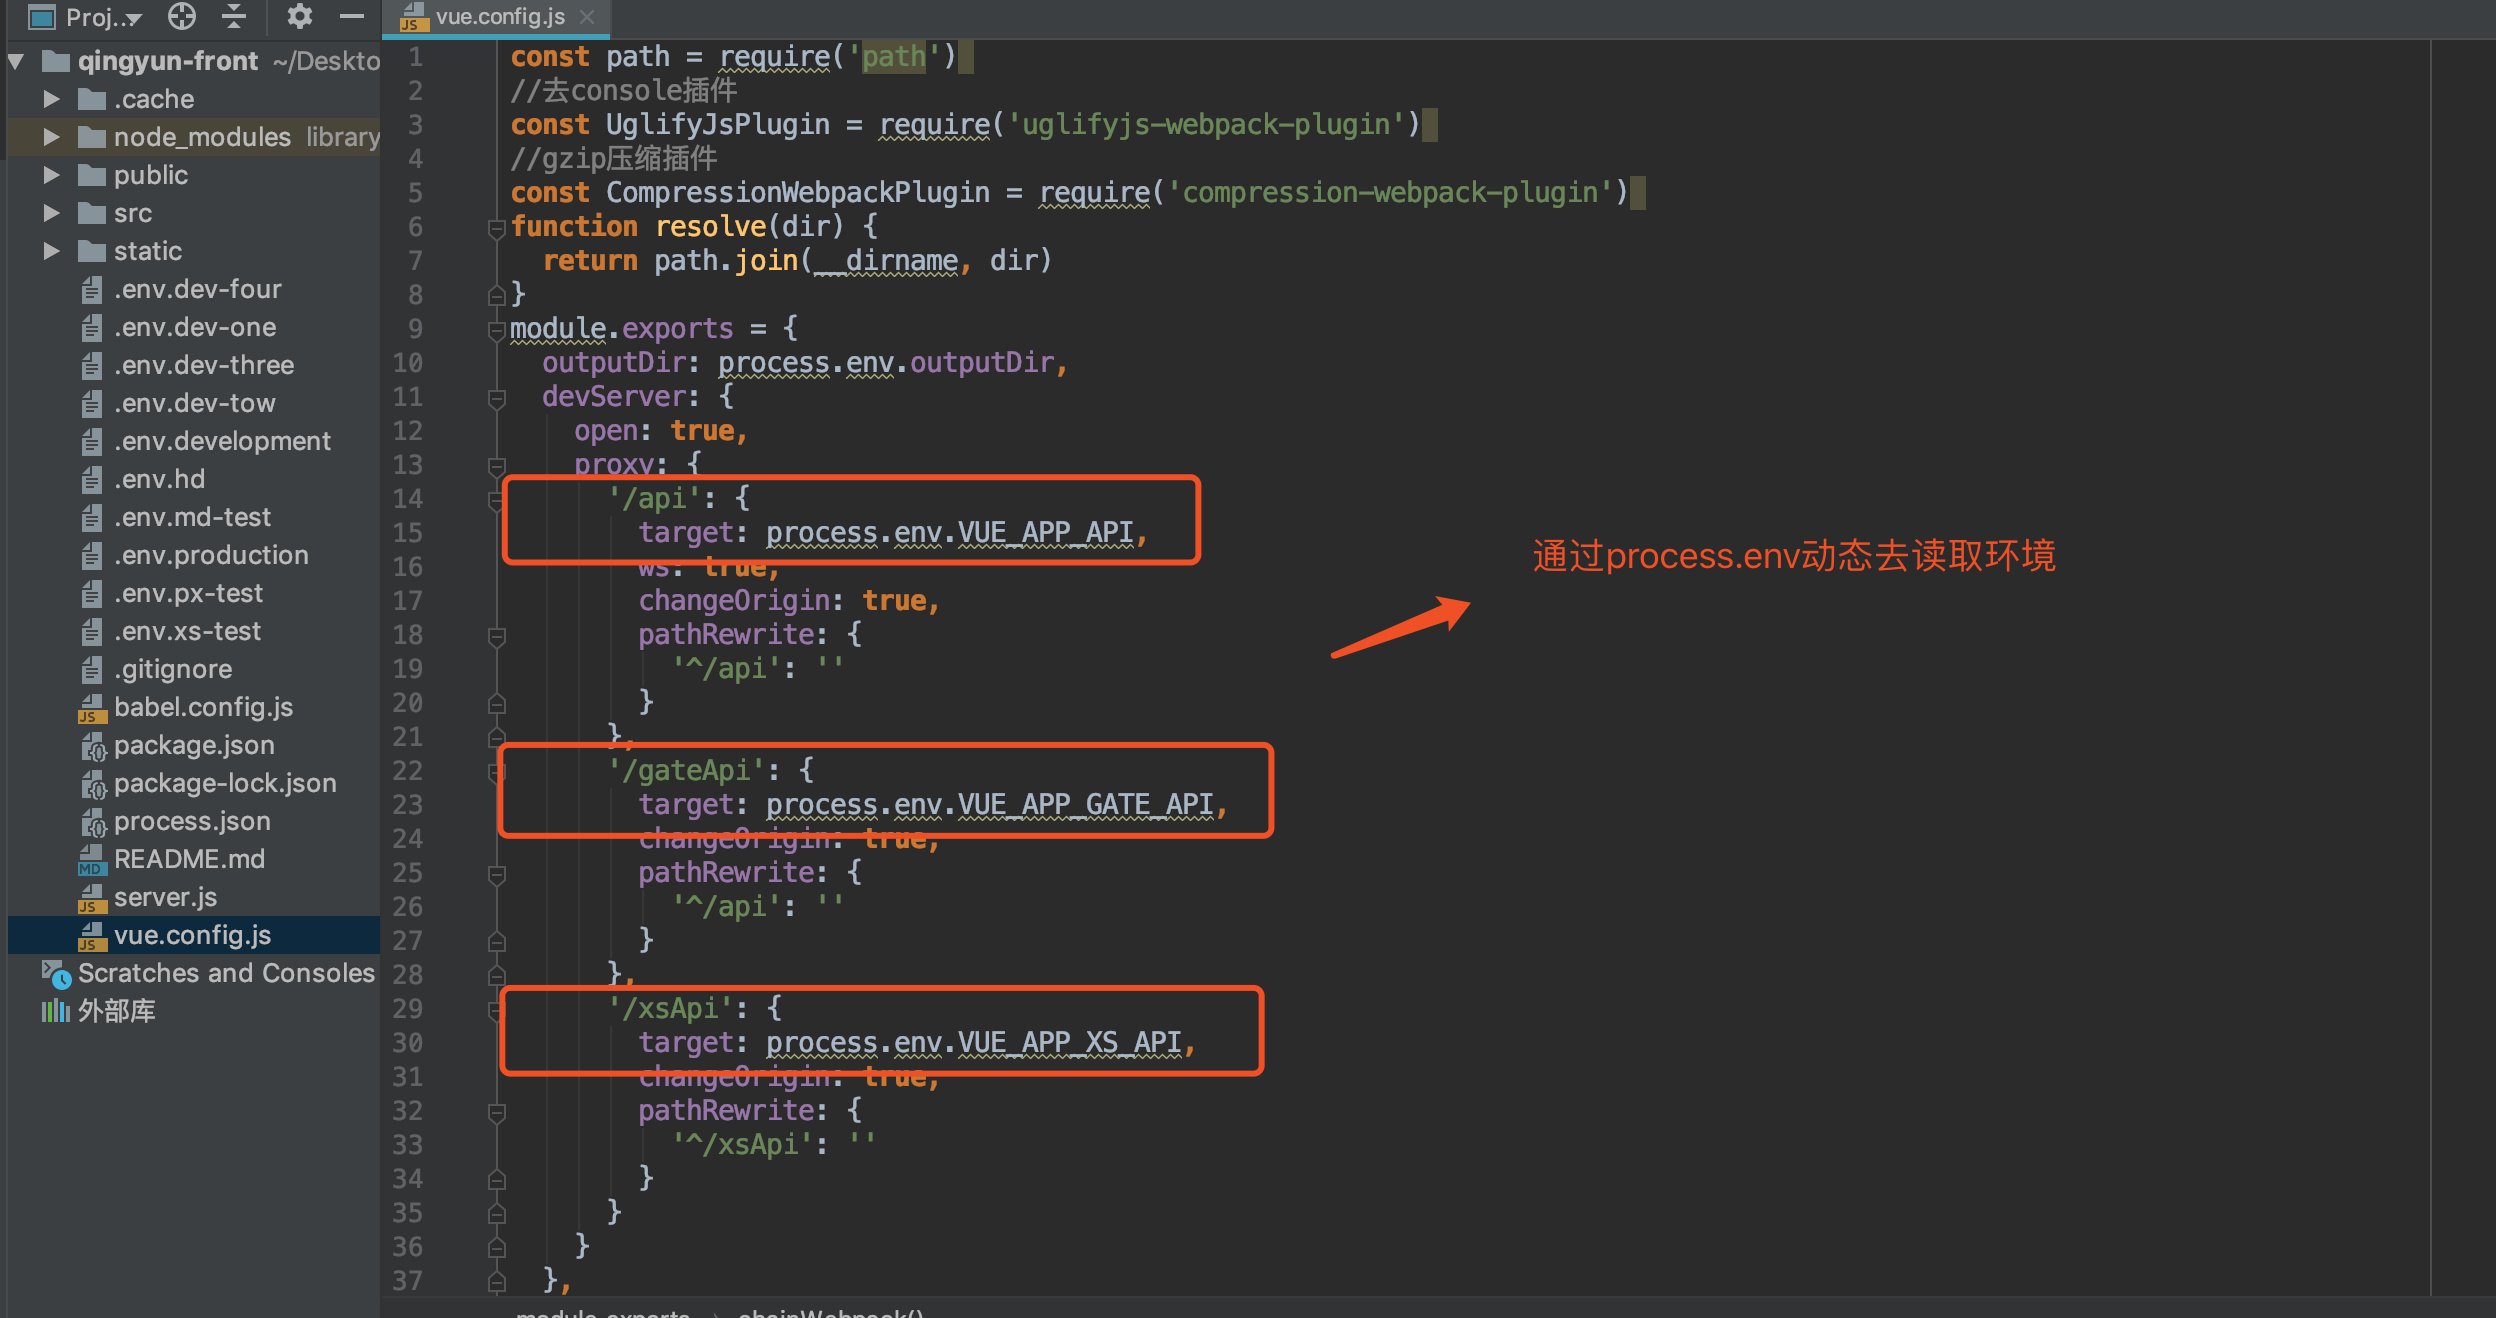 Proj...
qingyun-front ~/Deskto
.cache
node_modules library
public
src
static
.env.dev-four
.env.dev-one
.env.dev-three
.env.dev-tow
.env.development
.env.hd
.env.md-test
.env.production
.env.px-test
.env.xs-test
.gitignore
babel.config.js
package.json
package-lock.json
process.json
README.md
server.js
vue.config.js
Scratches and Consoles
外部库
vue.config.js
1 const path = require('path')
2 //去console插件
3 const UglifyJsPlugin = require('uglifyjs-webpack-plugin')
4 //gzip压缩插件
5 const CompressionWebpackPlugin = require('compression-webpack-plugin')
6 function resolve(dir) {
7 return path.join(__dirname, dir)
8 }
9 module.exports = {
10 outputDir: process.env.outputDir,
11 devServer: {
12 open: true,
13 proxy: {
14 '/api': {
15 target: process.env.VUE_APP_API,
16 ws: true,
17 changeOrigin: true,
18 pathRewrite: {
19 '^/api': ''
20 }
21 },
22 '/gateApi': {
23 target: process.env.VUE_APP_GATE_API,
24 changeOrigin: true,
25 pathRewrite: {
26 '^/api': ''
27 }
28 },
29 '/xsApi': {
30 target: process.env.VUE_APP_XS_API,
31 changeOrigin: true,
32 pathRewrite: {
33 '^/xsApi': ''
34 }
35 }
36 }
37 },
通过process.env动态去读取环境
module.exports > chainWebpack()